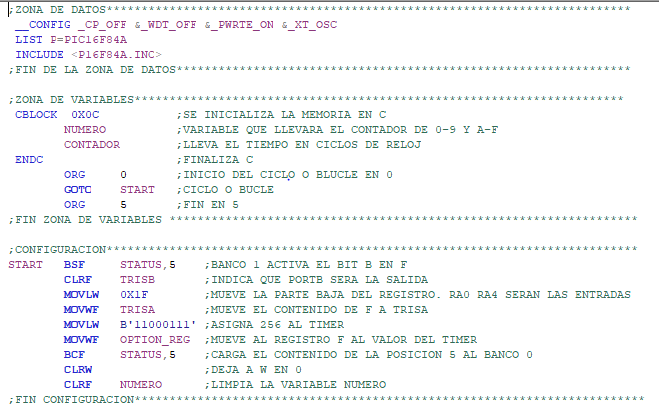 ;ZONA DE DATOS***************************************************************************
__CONFIG _CP_OFF &_WDT_OFF &_PWRTE_ON &_XT_OSC
LIST P=PIC16F84A
INCLUDE <P16F84A.INC>
;FIN DE LA ZONA DE DATOS*****************************************************************
;ZONA DE VARIABLES**********************************************************************
CBLOCK 0X0C ;SE INICIALIZA LA MEMORIA EN C
NUMERO ;VARIABLE QUE LLEVARA EL CONTADOR DE 0-9 Y A-F
CONTADOR ;LLEVA EL TIEMPO EN CICLOS DE RELOJ
ENDC ;FINALIZA C
ORG 0 ;INICIO DEL CICLO O BLUCLE EN 0
GOTO START ;CICLO O BUCLE
ORG 5 ;FIN EN 5
;FIN ZONA DE VARIABLES *******************************************************************
;CONFIGURACION****************************************************************************
START BSF STATUS,5 ;BANCO 1 ACTIVA EL BIT B EN F
CLRF TRISB ;INDICA QUE PORTB SERA LA SALIDA
MOVLW 0X1F ;MUEVE LA PARTE BAJA DEL REGISTRO. RA0 RA4 SERAN LAS ENTRADAS
MOVWF TRISA ;MUEVE EL CONTENIDO DE F A TRISA
MOVLW B'11000111' ;ASIGNA 256 AL TIMER
MOVWF OPTION_REG ;MUEVE AL REGISTRO F AL VALOR DEL TIMER
BCF STATUS,5 ;CARGA EL CONTENIDO DE LA POSICION 5 AL BANCO 0
CLRW ;DEJA A W EN 0
CLRF NUMERO ;LIMPIA LA VARIABLE NUMERO
;FIN CONFIGURACION*************************************************************************